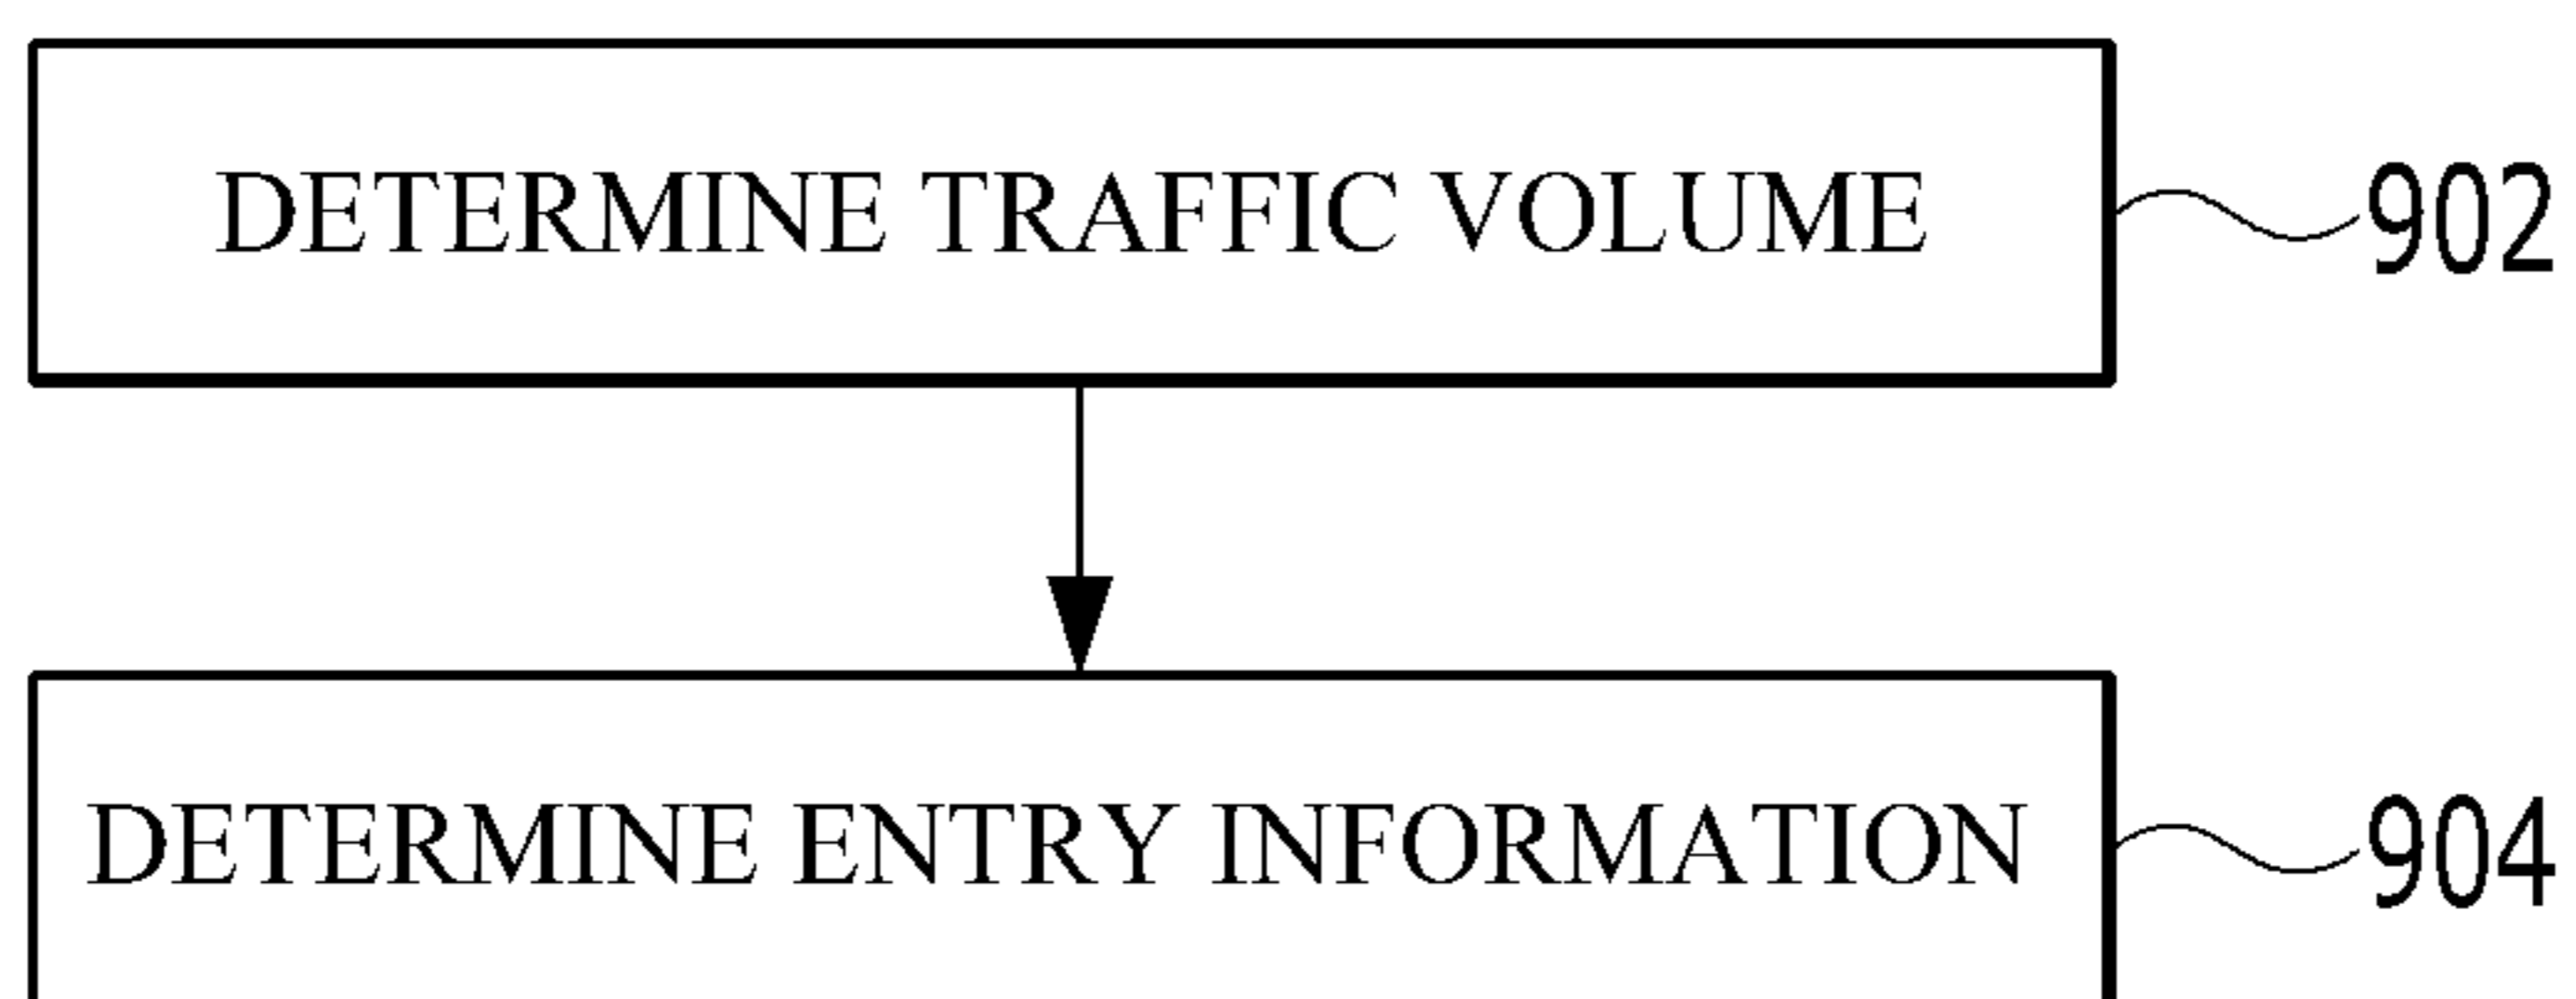 DETERMINE TRAFFIC VOLUME
902
DETERMINE ENTRY INFORMATION
904